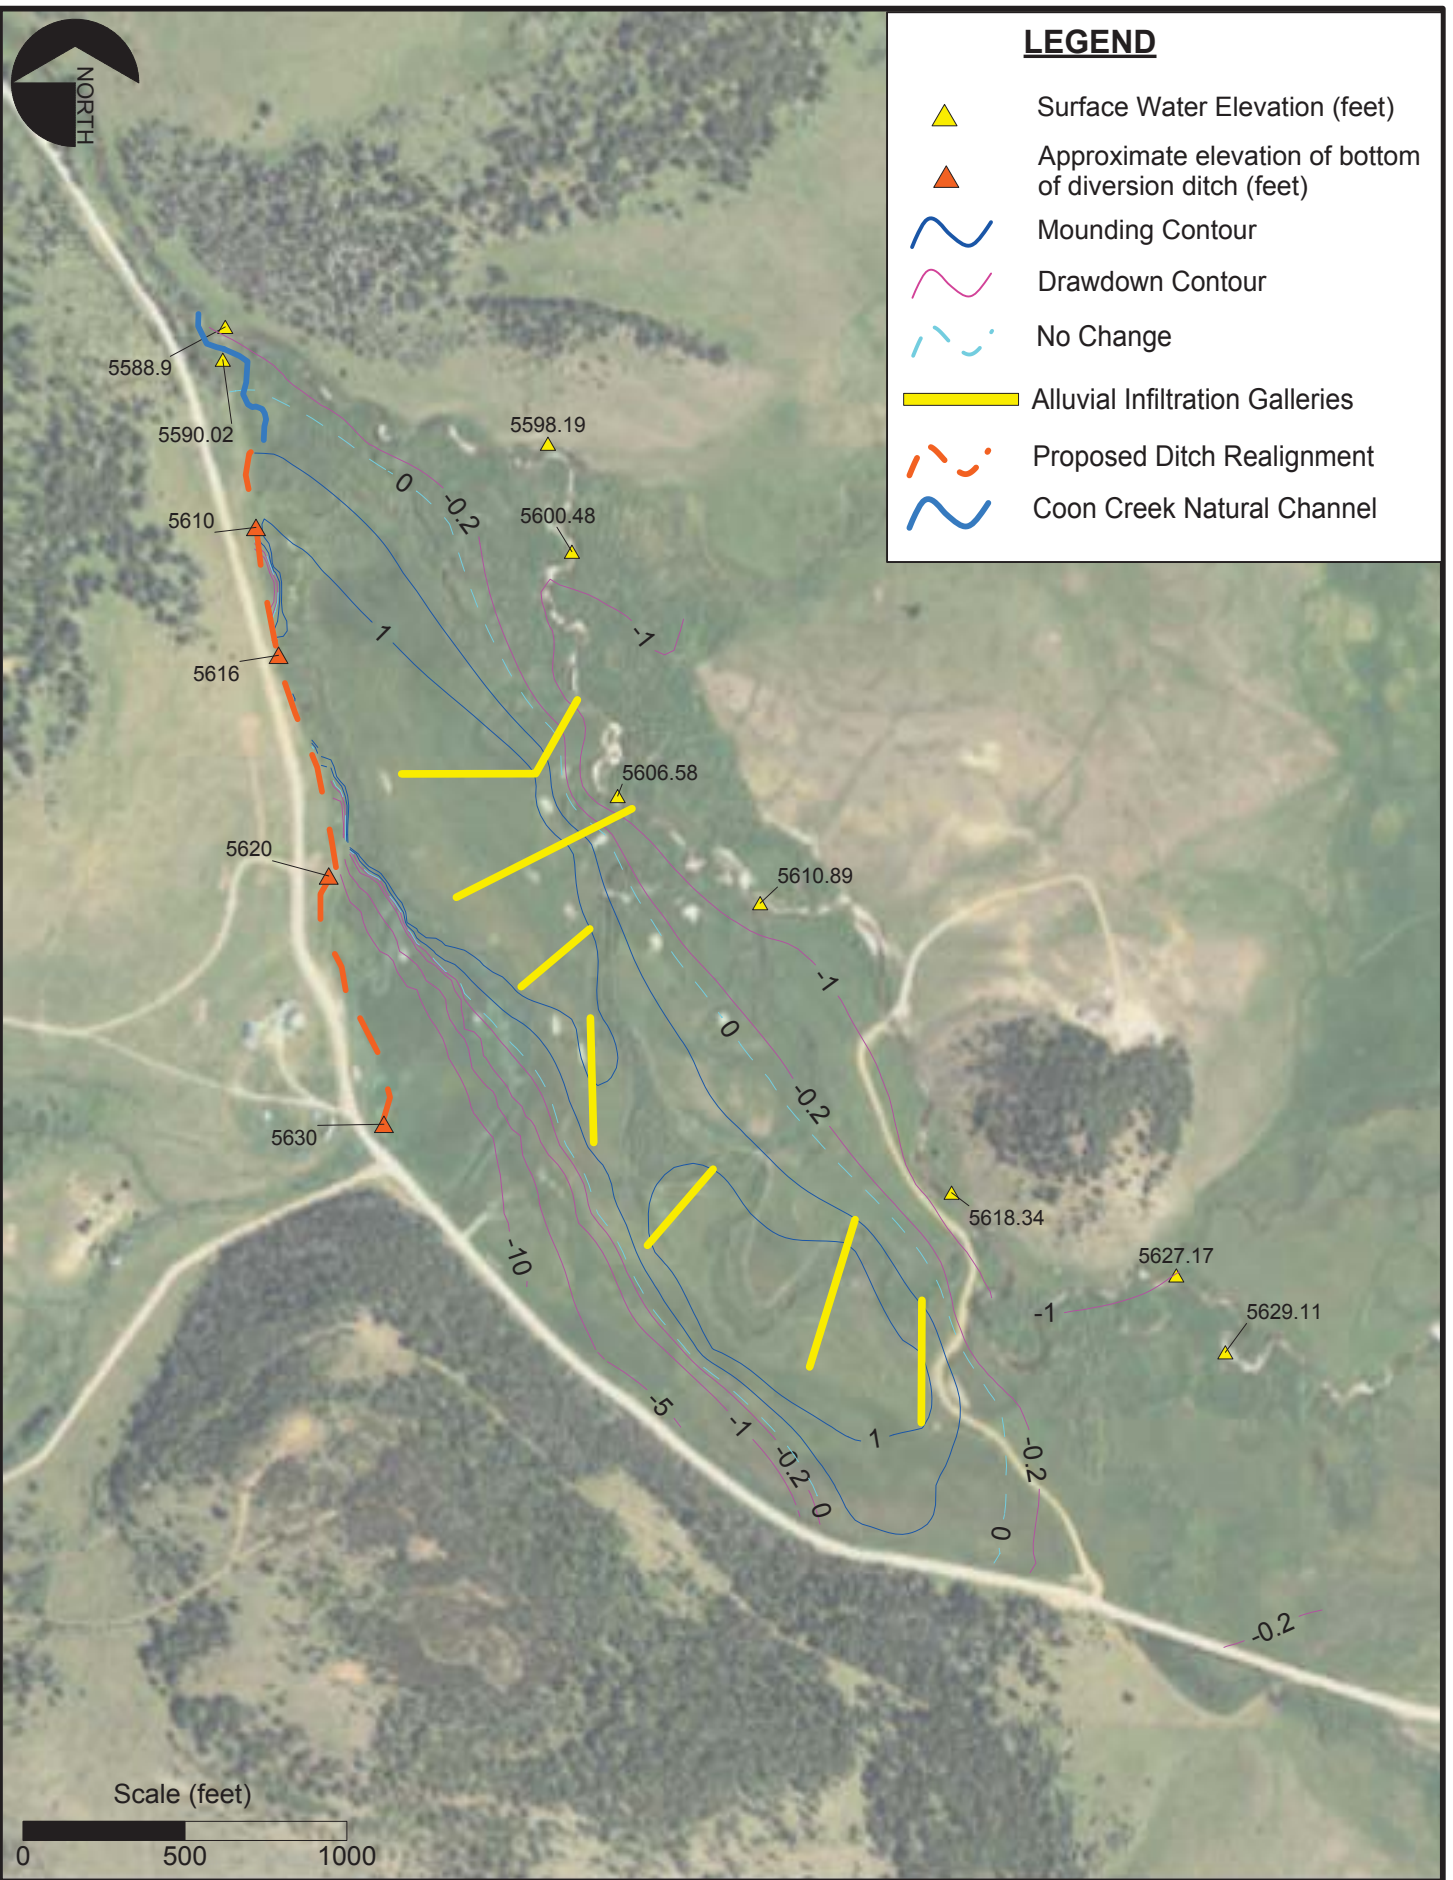 NORTH
LEGEND
Surface Water Elevation (feet)
Approximate elevation of bottom
of diversion ditch (feet)
Mounding Contour
Drawdown Contour
No Change
Alluvial Infiltration Galleries
Proposed Ditch Realignment
Coon Creek Natural Channel
5588.9
5590.02
5598.19
0
-0.2
5600.48
5610
1
-1
5616
5606.58
5620
5610.89
-1
0
-0.2
5630
5618.34
-10
5627.17
-1
5629.11
-5
-1
1
-0.2
-0.2
0
0
-0.2
Scale (feet)
0 500 1000